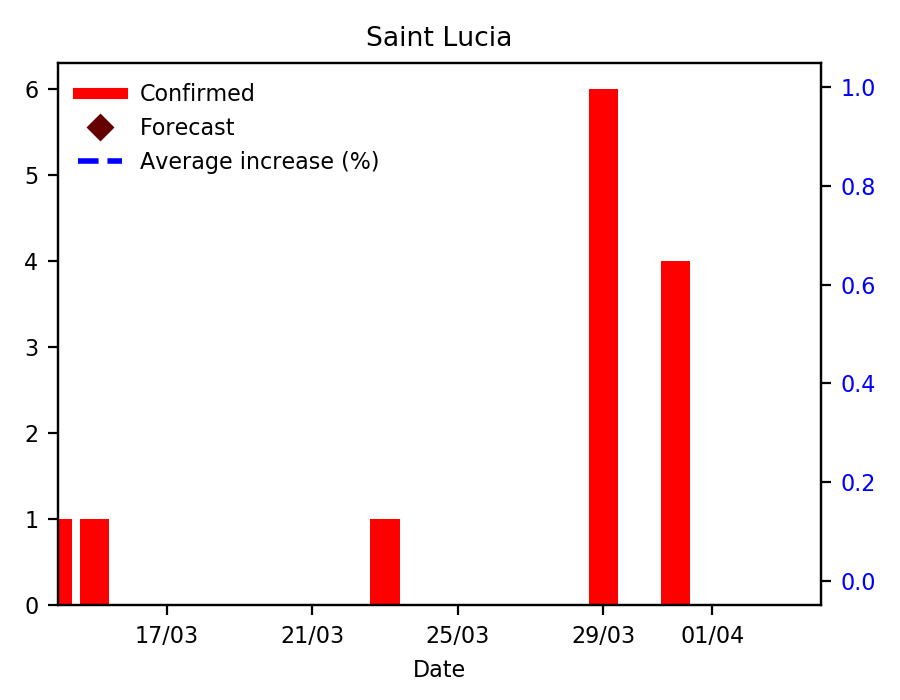 Saint Lucia
Confirmed
Forecast
Average increase (%)
6
5
4
3
2
1
0
1.0
0.8
0.6
0.4
0.2
0.0
17/03 21/03 25/03 29/03 01/04
Date